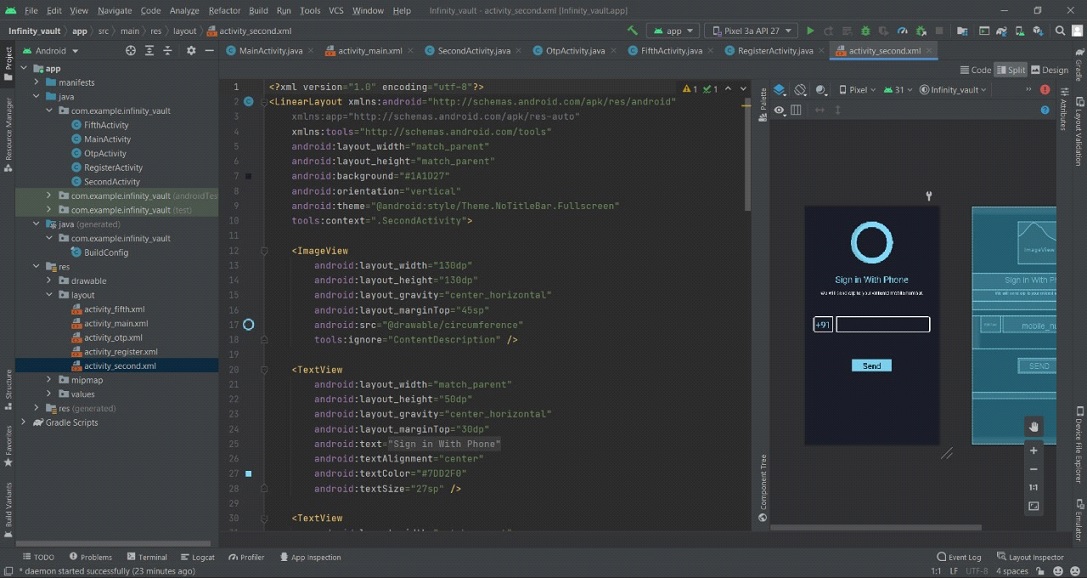 File Edit View Navigate Code Analyze Refactor Build Run Tools VCS Window Help Infinity_vault - activity_second.xml [Infinity_vault.app]
Infinity_vault app src main res layout activity_second.xml app Pixel 3a API 27
Android MainActivity.java activity_main.xml SecondActivity.java OtpActivity.java FifthActivity.java RegisterActivity.java activity_second.xml
Code Split Design
Project
Resource Manager
Structure
Favorites
Build Variants
app
manifests
java
com.example.infinity_vault
FifthActivity
MainActivity
OtpActivity
RegisterActivity
SecondActivity
com.example.infinity_vault (androidTes
com.example.infinity_vault (test)
java (generated)
com.example.infinity_vault
BuildConfig
res
drawable
layout
activity_fifth.xml
activity_main.xml
activity_otp.xml
activity_register.xml
activity_second.xml
mipmap
values
res (generated)
Gradle Scripts
1 <?xml version="1.0" encoding="utf-8"?>
2 <LinearLayout xmlns:android="http://schemas.android.com/apk/res/android"
3 xmlns:app="http://schemas.android.com/apk/res-auto"
4 xmlns:tools="http://schemas.android.com/tools"
5 android:layout_width="match_parent"
6 android:layout_height="match_parent"
7 android:background="#1A1D27"
8 android:orientation="vertical"
9 android:theme="@android:style/Theme.NoTitleBar.Fullscreen"
10 tools:context=".SecondActivity">
11
12 <ImageView
13 android:layout_width="130dp"
14 android:layout_height="130dp"
15 android:layout_gravity="center_horizontal"
16 android:layout_marginTop="45sp"
17 android:src="@drawable/circumference"
18 tools:ignore="ContentDescription" />
19
20 <TextView
21 android:layout_width="match_parent"
22 android:layout_height="50dp"
23 android:layout_gravity="center_horizontal"
24 android:layout_marginTop="30dp"
25 android:text="Sign in With Phone"
26 android:textAlignment="center"
27 android:textColor="#7DD2F0"
28 android:textSize="27sp" />
29
30 <TextView
1 1
Palette
Component Tree
Pixel 31 Infinity_vault
Sign in With Phone
+91
Send
ImageView
Sign in With Ph
mobile_n
SEND
1:1
Gradle
Layout Validation
Attributes
Device File Explorer
Emulator
TODO Problems Terminal Logcat Profiler App Inspection Event Log Layout Inspector
* daemon started successfully (23 minutes ago) 1:1 LF UTF-8 4 spaces